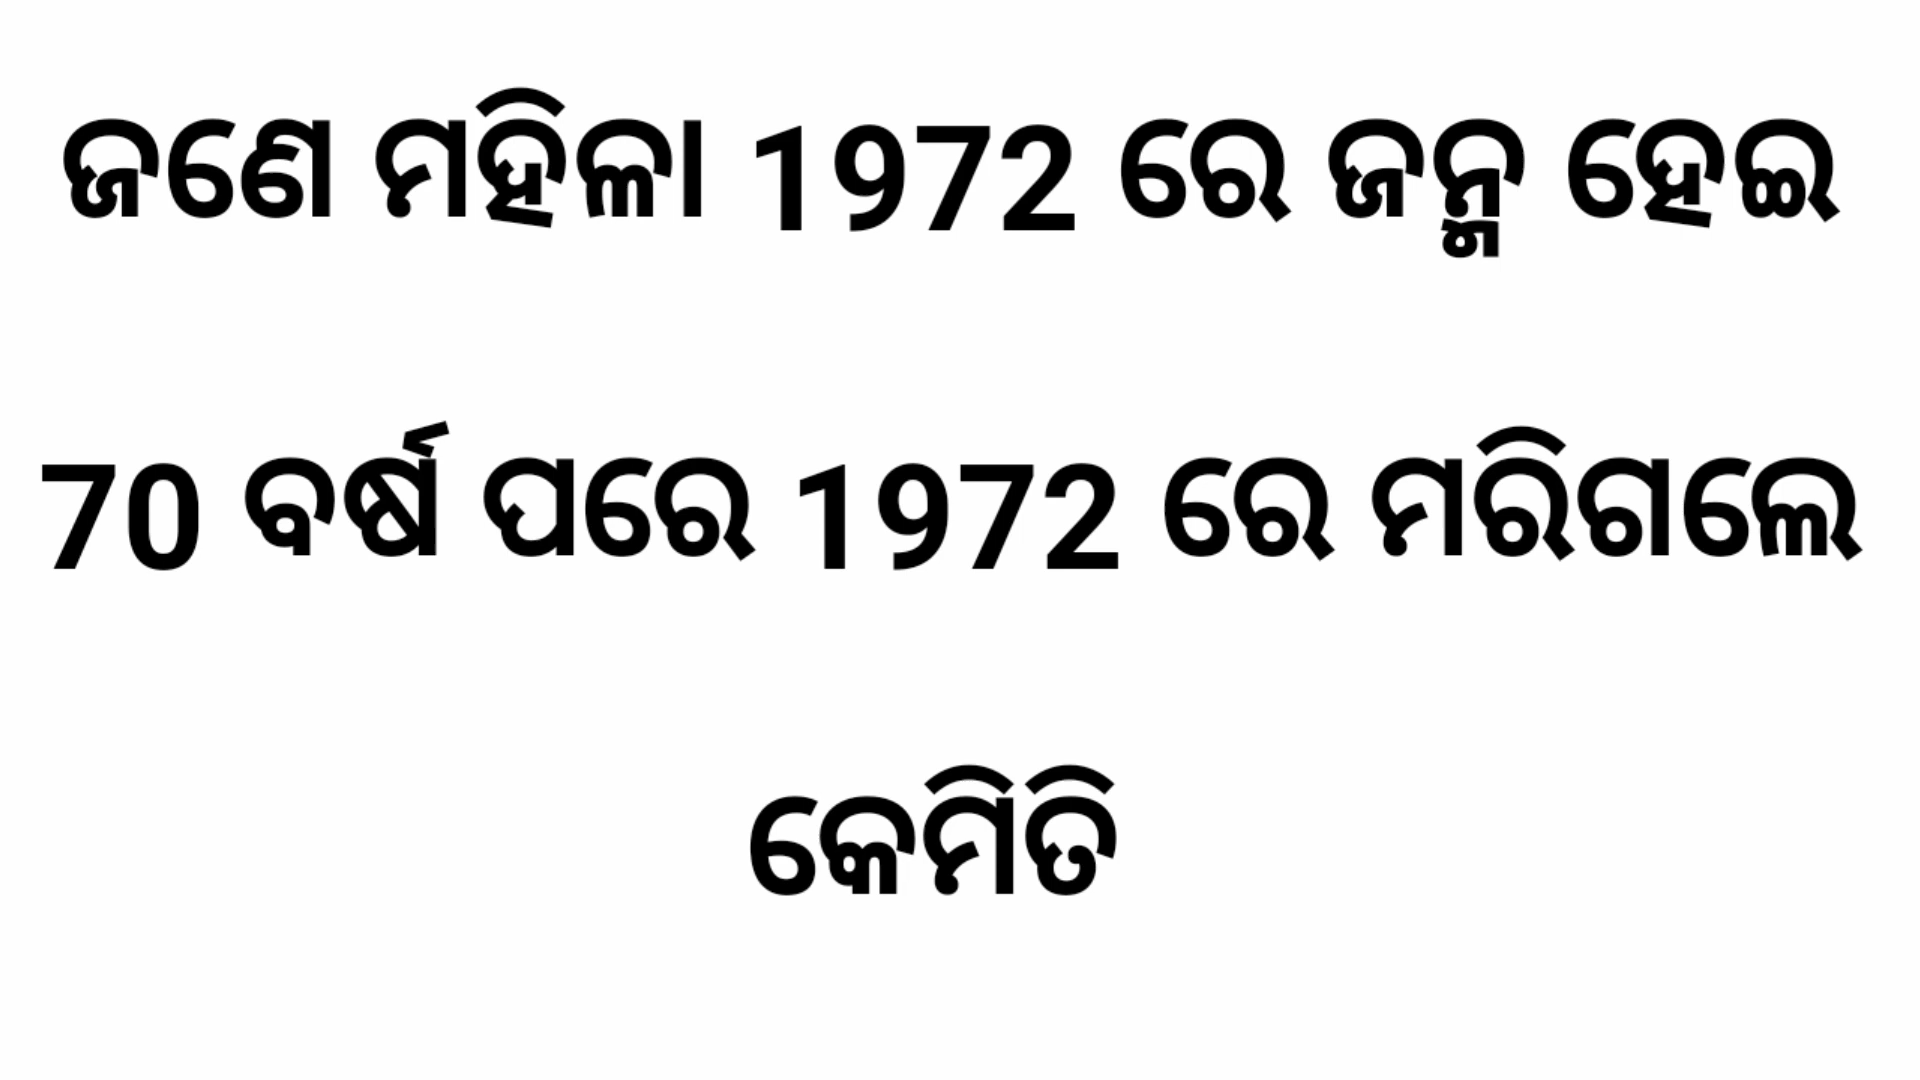 ଜଣେ ମହିଳା 1972 ରେ ଜନ୍ମ ହେଇ
70 ବର୍ଷ ପରେ 1972 ରେ ମରିଗଲେ
କେମିତି